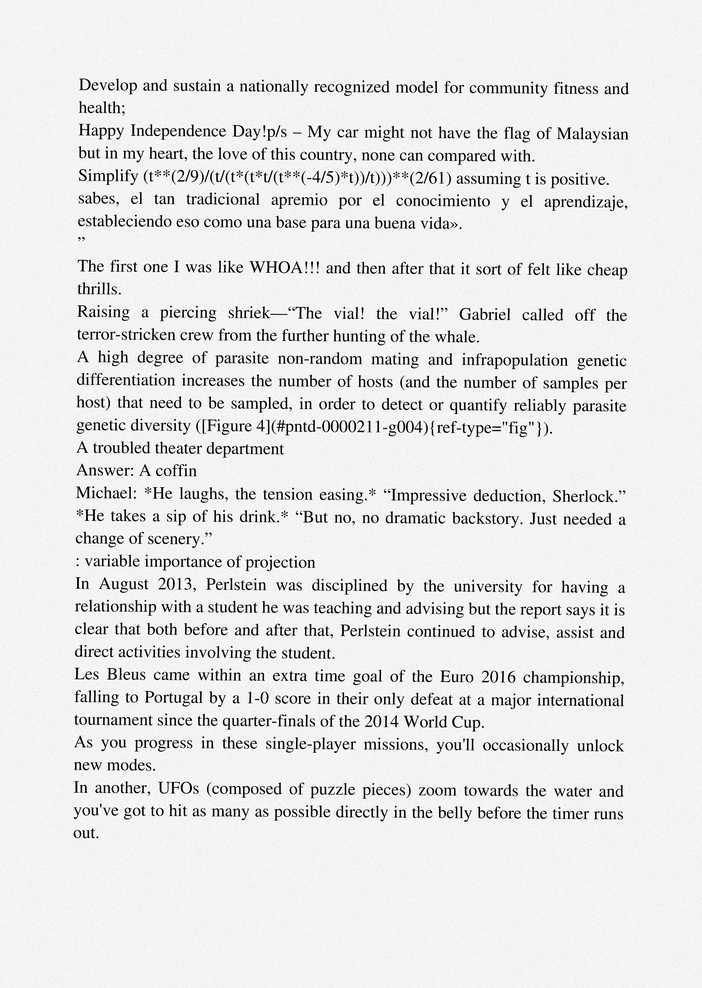 Develop and sustain a nationally recognized model for community fitness and
health;
Happy Independence Day!p/s – My car might not have the flag of Malaysian
but in my heart, the love of this country, none can compared with.
Simplify (t**(2/9)/(t/(t*(t*t/(t**(-4/5)*t))/t)))**(2/61) assuming t is positive.
sabes, el tan tradicional apremio por el conocimiento y el aprendizaje,
estableciendo eso como una base para una buena vida».
”
The first one I was like WHOA!!! and then after that it sort of felt like cheap
thrills.
Raising a piercing shriek—“The vial! the vial!” Gabriel called off the
terror-stricken crew from the further hunting of the whale.
A high degree of parasite non-random mating and infrapopulation genetic
differentiation increases the number of hosts (and the number of samples per
host) that need to be sampled, in order to detect or quantify reliably parasite
genetic diversity ([Figure 4](#pntd-0000211-g004){ref-type="fig"}).
A troubled theater department
Answer: A coffin
Michael: *He laughs, the tension easing.* “Impressive deduction, Sherlock.”
*He takes a sip of his drink.* “But no, no dramatic backstory. Just needed a
change of scenery.”
: variable importance of projection
In August 2013, Perlstein was disciplined by the university for having a
relationship with a student he was teaching and advising but the report says it is
clear that both before and after that, Perlstein continued to advise, assist and
direct activities involving the student.
Les Bleus came within an extra time goal of the Euro 2016 championship,
falling to Portugal by a 1-0 score in their only defeat at a major international
tournament since the quarter-finals of the 2014 World Cup.
As you progress in these single-player missions, you'll occasionally unlock
new modes.
In another, UFOs (composed of puzzle pieces) zoom towards the water and
you've got to hit as many as possible directly in the belly before the timer runs
out.